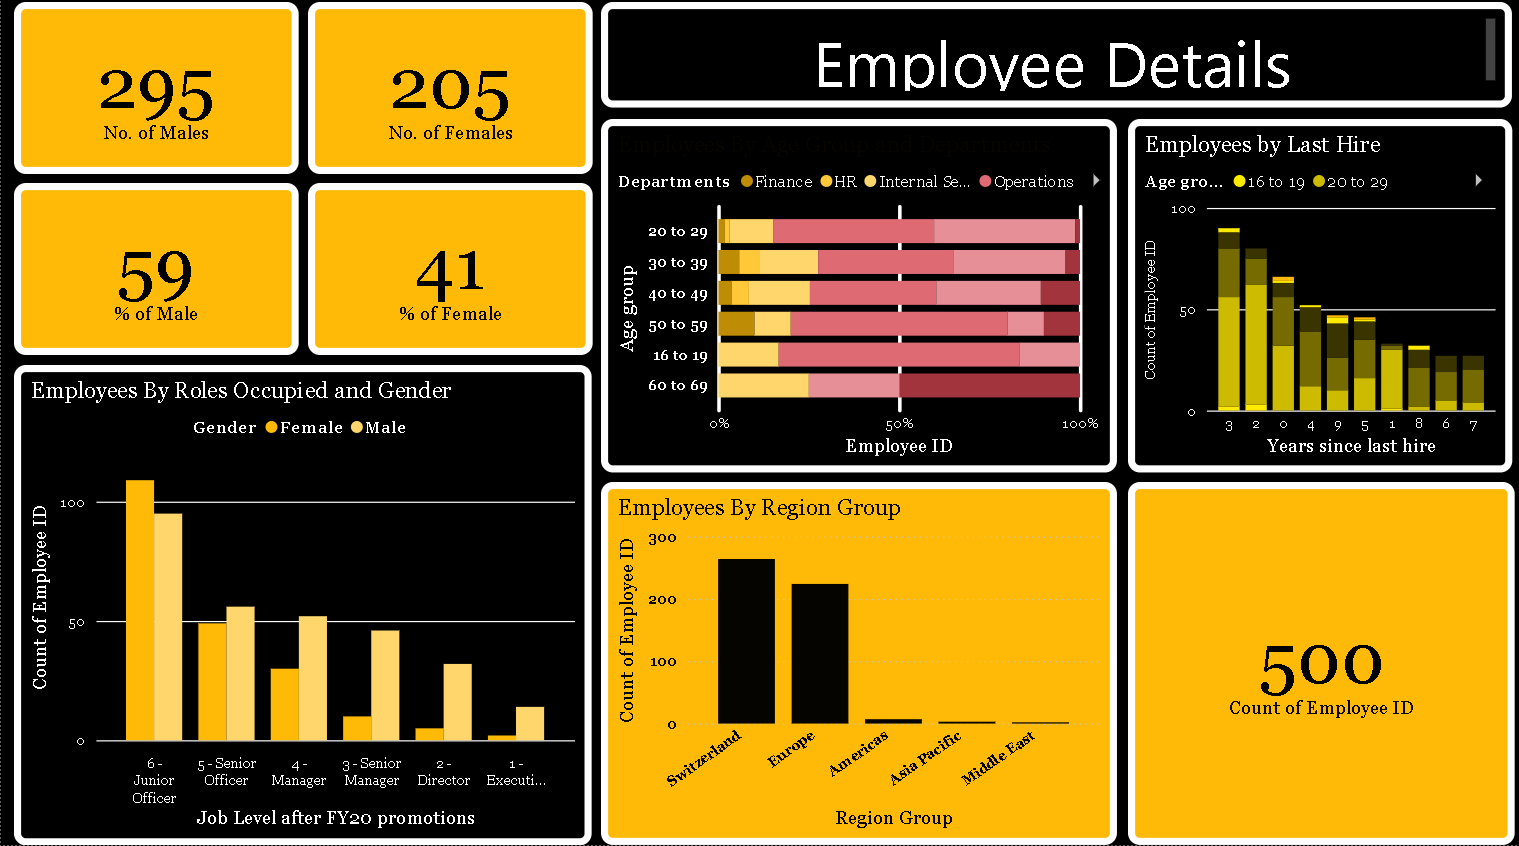 295
No. of Males
205
No. of Females
Employee Details
59
% of Male
41
% of Female
Employees By Age Group and Departments
Departments Finance HR Internal Se... Operations
Age group
20 to 29
30 to 39
40 to 49
50 to 59
16 to 19
60 to 69
0% 50% 100%
Employee ID
Employees by Last Hire
Age gro... 16 to 19 20 to 29
Count of Employee ID
100
50
0
3 2 0 4 9 5 1 8 6 7
Years since last hire
Employees By Roles Occupied and Gender
Gender Female Male
Count of Employee ID
100
50
0
6 -
Junior
Officer
5 - Senior
Officer
4 -
Manager
3 - Senior
Manager
2 -
Director
1 -
Executi...
Job Level after FY20 promotions
Employees By Region Group
Count of Employee ID
300
200
100
0
Switzerland
Europe
Americas
Asia Pacific
Middle East
Region Group
500
Count of Employee ID